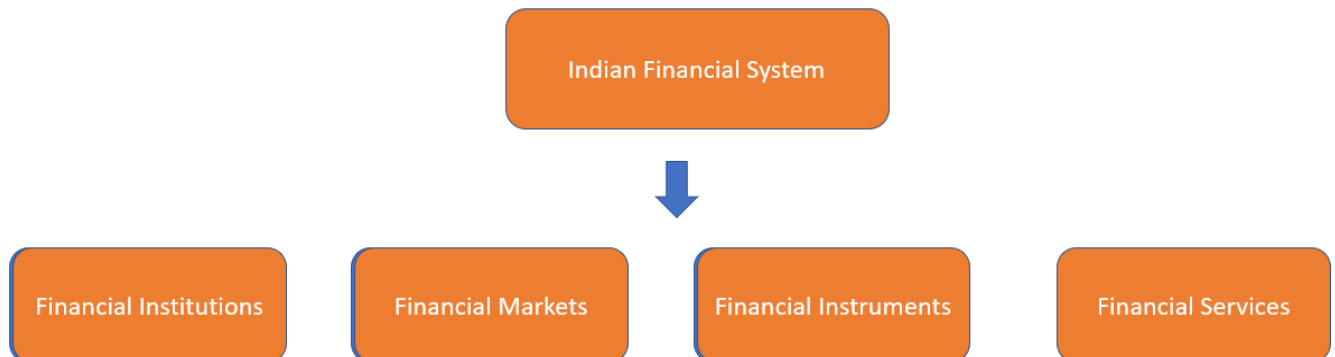 Indian Financial System
Financial Institutions
Financial Markets
Financial Instruments
Financial Services